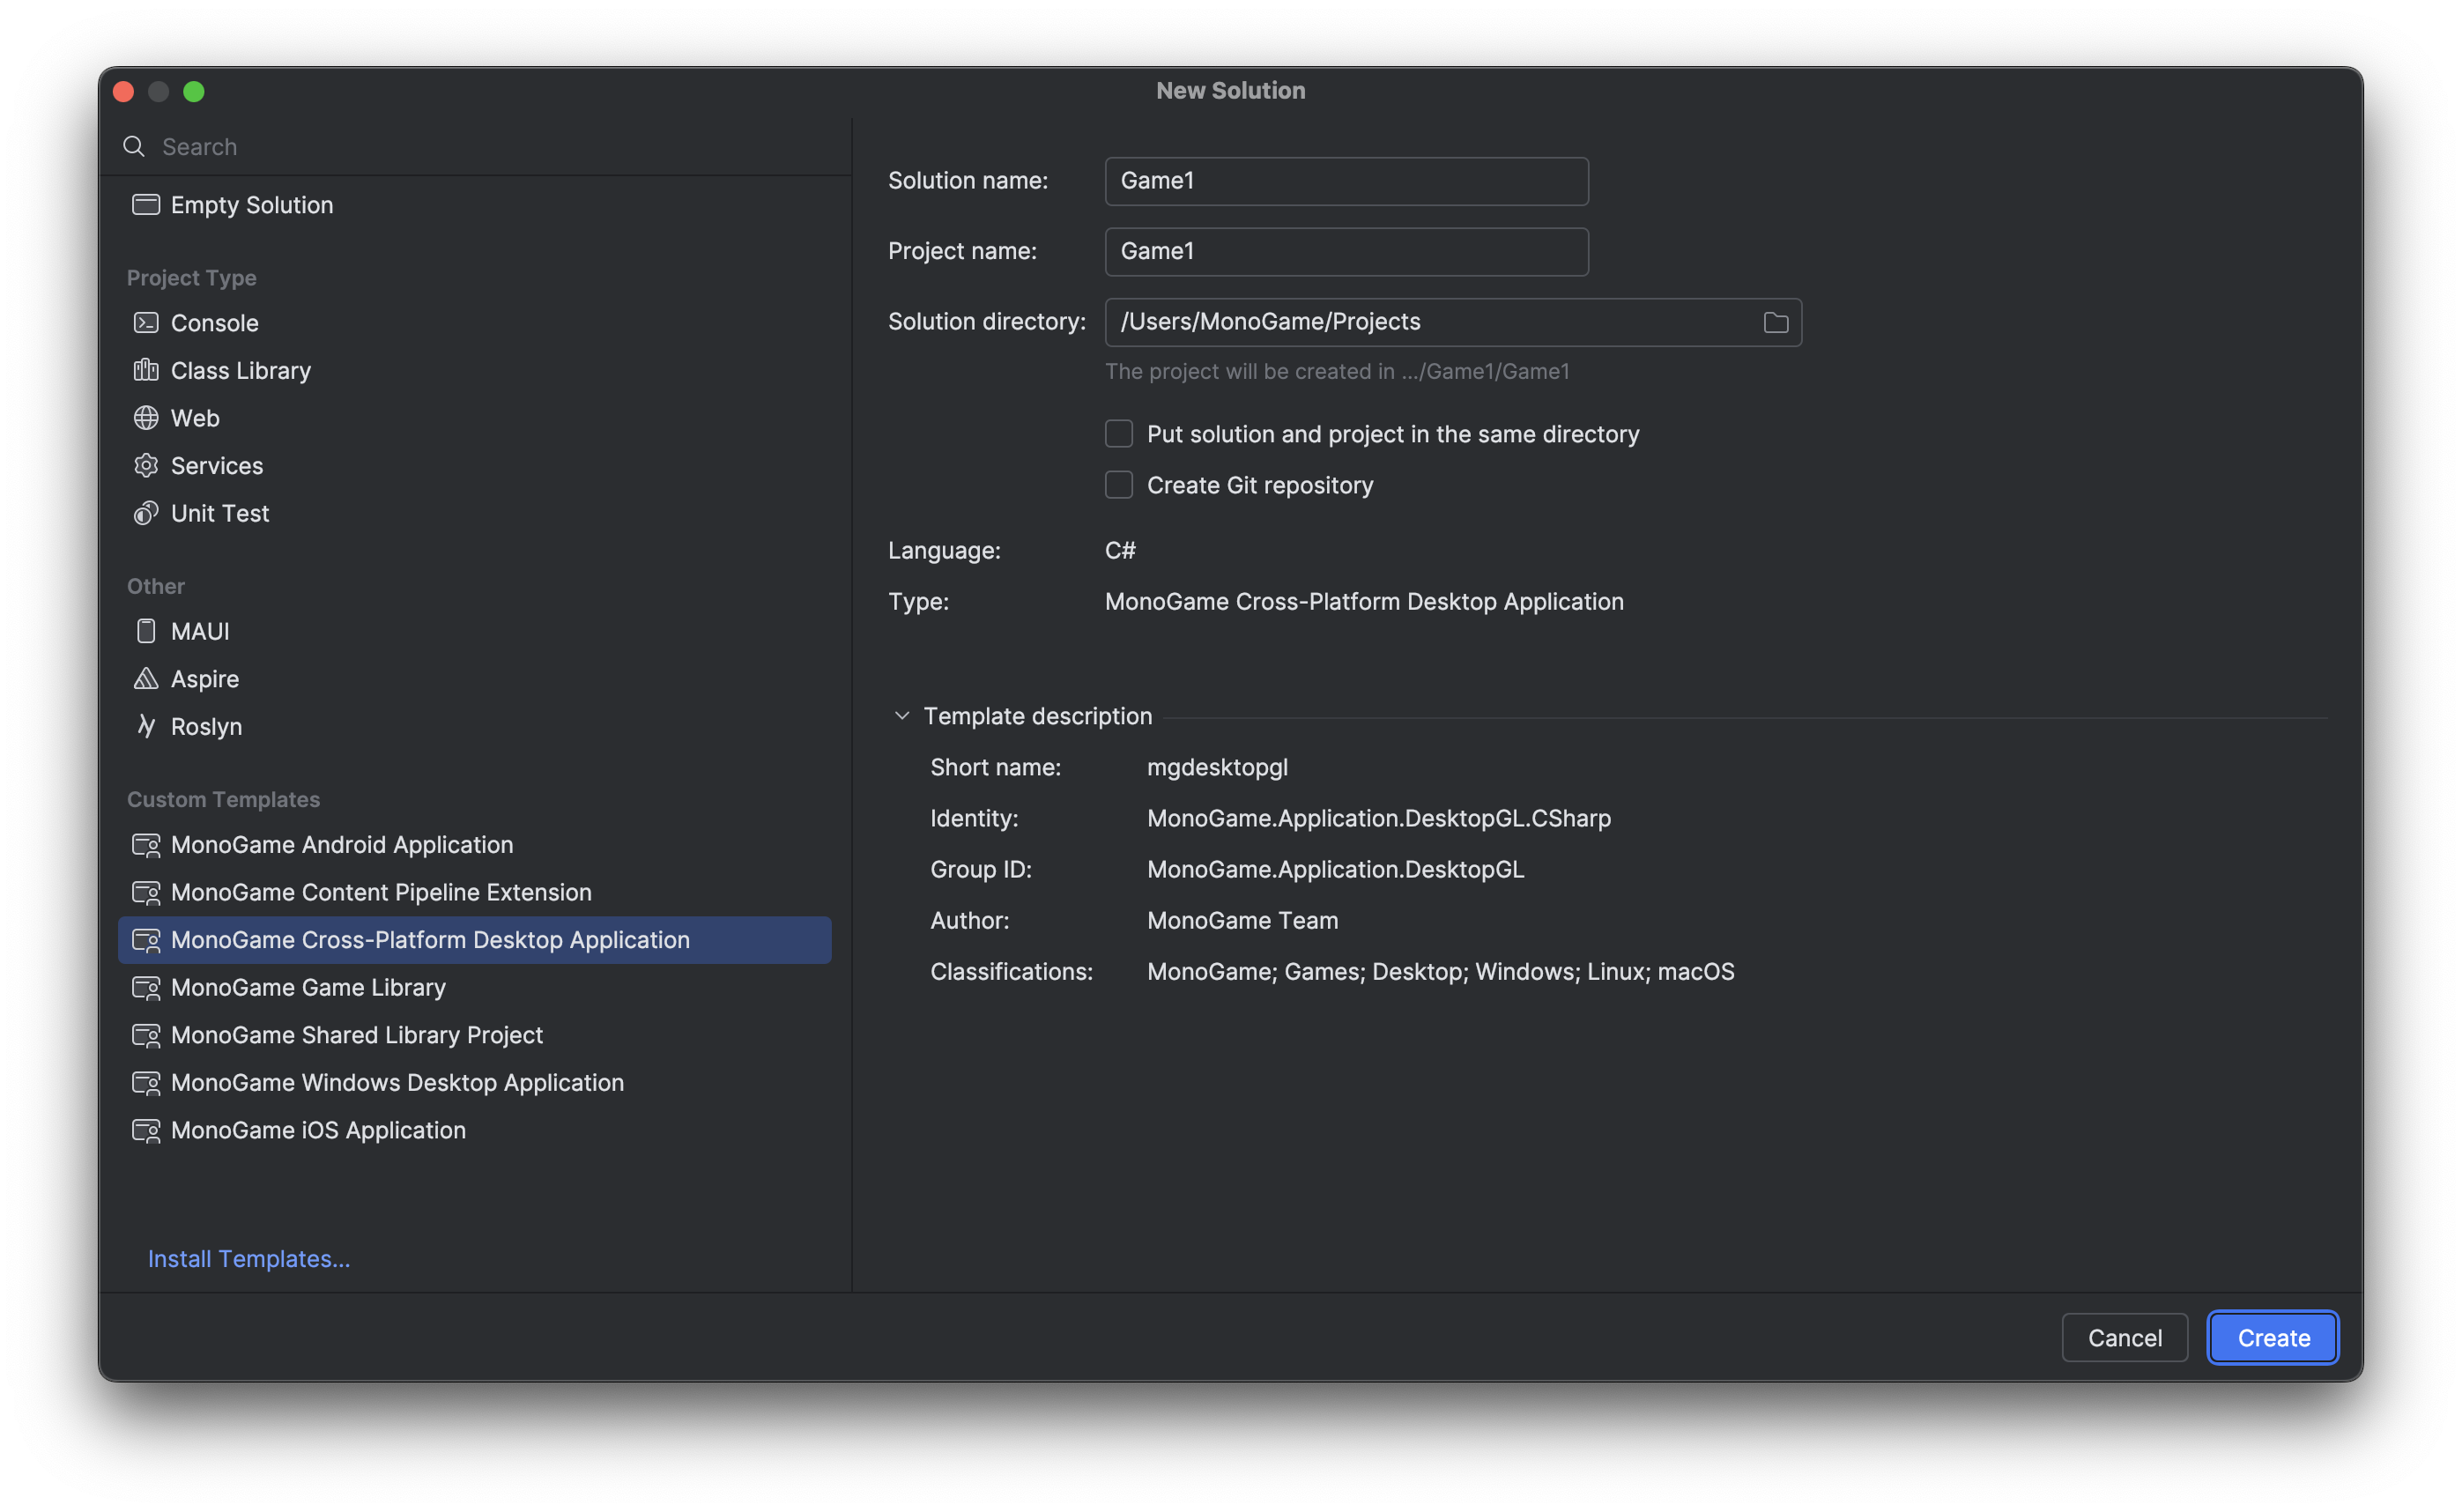 New Solution
Search
Empty Solution
Project Type
Console
Class Library
Web
Services
Unit Test
Other
MAUI
Aspire
Roslyn
Custom Templates
MonoGame Android Application
MonoGame Content Pipeline Extension
MonoGame Cross-Platform Desktop Application
MonoGame Game Library
MonoGame Shared Library Project
MonoGame Windows Desktop Application
MonoGame iOS Application
Install Templates...
Solution name: Game1
Project name: Game1
Solution directory: /Users/MonoGame/Projects
The project will be created in .../Game1/Game1
Put solution and project in the same directory
Create Git repository
Language: C#
Type: MonoGame Cross-Platform Desktop Application
Template description
Short name: mgdesktopgl
Identity: MonoGame.Application.DesktopGL.CSharp
Group ID: MonoGame.Application.DesktopGL
Author: MonoGame Team
Classifications: MonoGame; Games; Desktop; Windows; Linux; macOS
Cancel Create